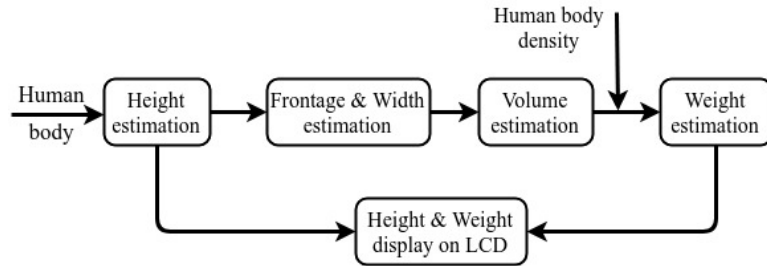 Human body
density
Human
body
Height
estimation
Frontage & Width
estimation
Volume
estimation
Weight
estimation
Height & Weight
display on LCD